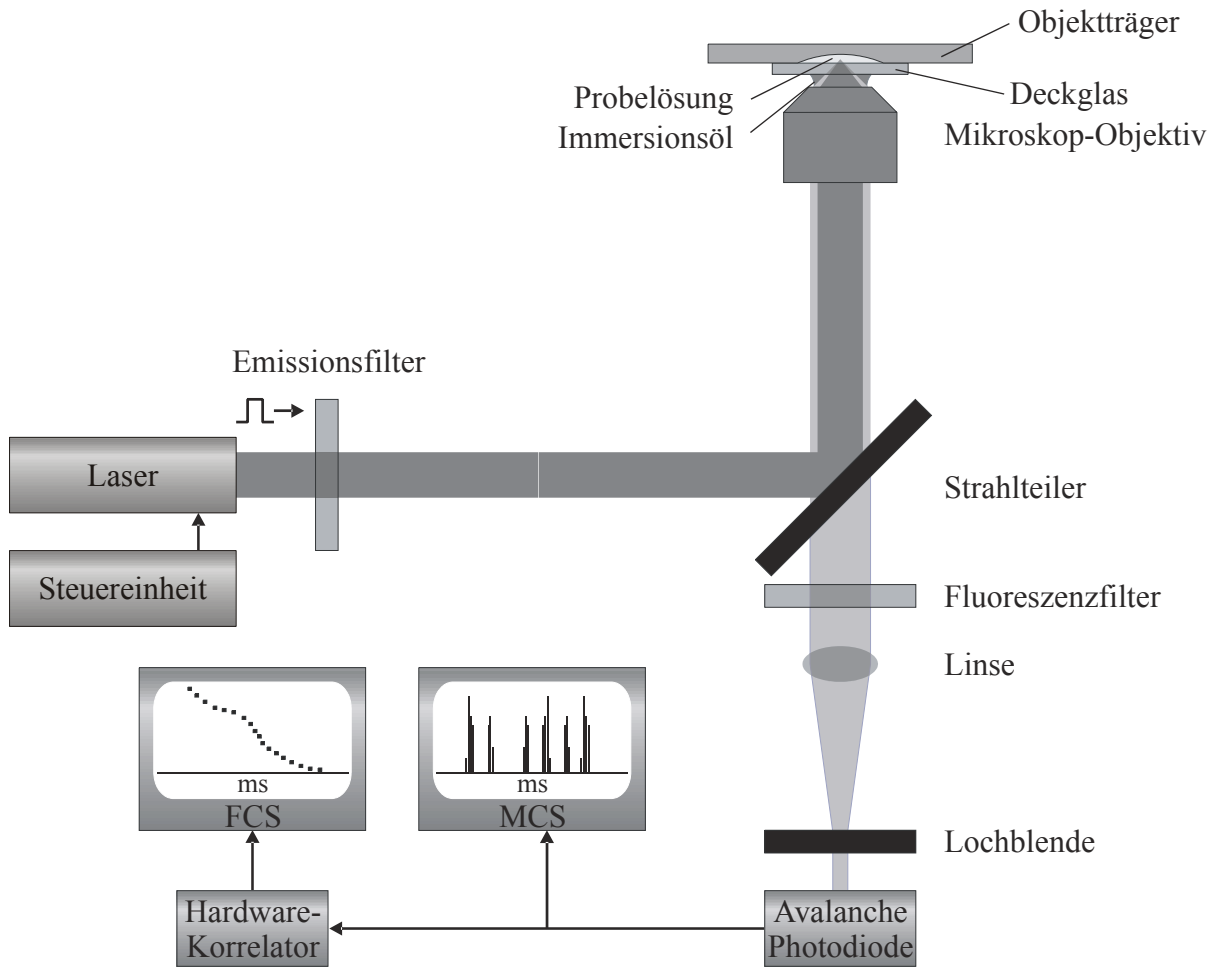 Objektträger
Probelösung
Deckglas
Immersionsöl
Mikroskop-Objektiv
Emissionsfilter
Laser
Strahlteiler
Steuereinheit
Fluoreszenzfilter
Linse
ms
FCS
ms
MCS
Lochblende
Hardware-
Korrelator
Avalanche
Photodiode